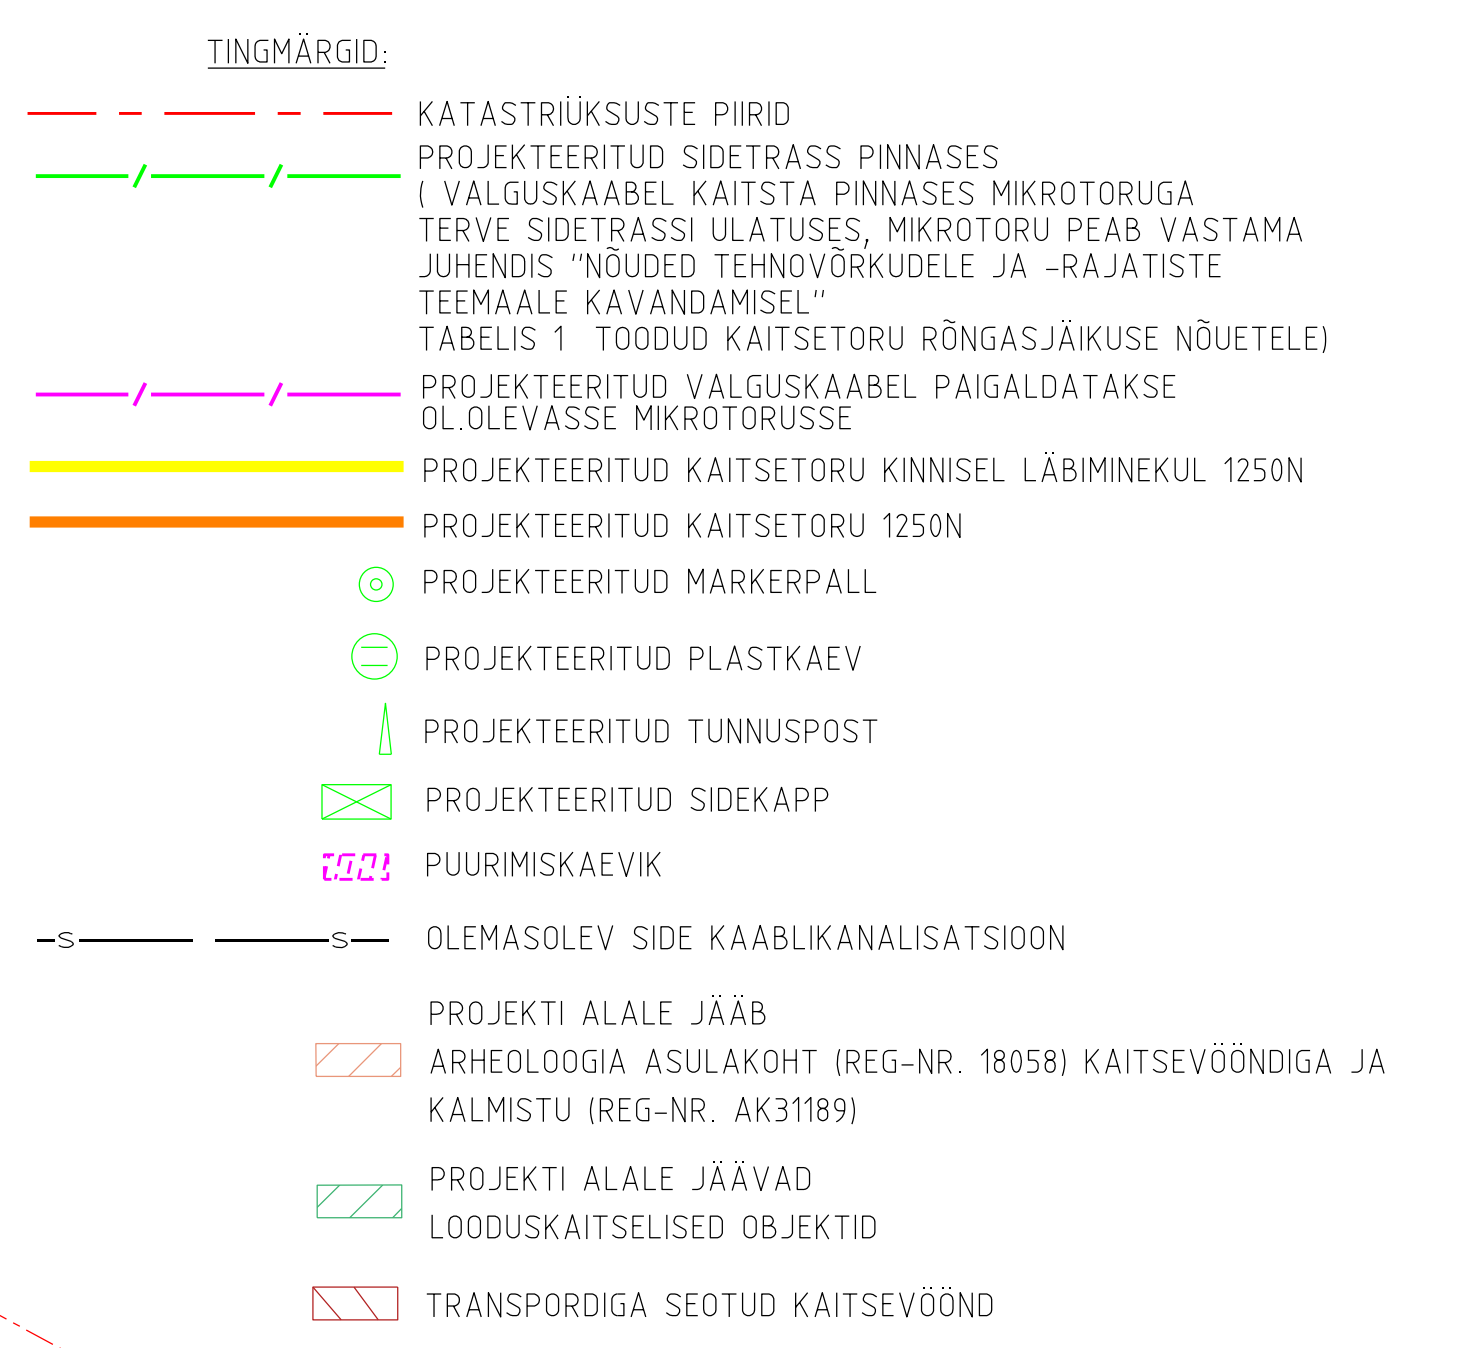 TINGMÄRGID:
KATASTRIÜKSUSTE PIIRID
PROJEKTEERITUD SIDETRASS PINNASES
( VALGUSKAABEL KAITSTA PINNASES MIKROTORUGA
TERVE SIDETRASSI ULATUSES, MIKROTORU PEAB VASTAMA
JUHENDIS "NÕUDED TEHNOVÕRKUDELE JA -RAJATISTE
TEEMAALE KAVANDAMISEL"
TABELIS 1 TOODUD KAITSETORU RÕNGASJÄIKUSE NÕUETELE)
PROJEKTEERITUD VALGUSKAABEL PAIGALDATAKSE
OL.OLEVASSE MIKROTORUSSE
PROJEKTEERITUD KAITSETORU KINNISEL LÄBIMINEKUL 1250N
PROJEKTEERITUD KAITSETORU 1250N
PROJEKTEERITUD MARKERPALL
PROJEKTEERITUD PLASTKAEV
PROJEKTEERITUD TUNNUSPOST
PROJEKTEERITUD SIDEKAPP
PUURIMISKAEVIK
S S OLEMASOLEV SIDE KAABLIKANALISATSIOON
PROJEKTI ALALE JÄÄB
ARHEOLOOGIA ASULAKOHT (REG-NR. 18058) KAITSEVÖÖNDIGA JA
KALMISTU (REG-NR. AK31189)
PROJEKTI ALALE JÄÄVAD
LOODUSKAITSELISED OBJEKTID
TRANSPORDIGA SEOTUD KAITSEVÖÖND